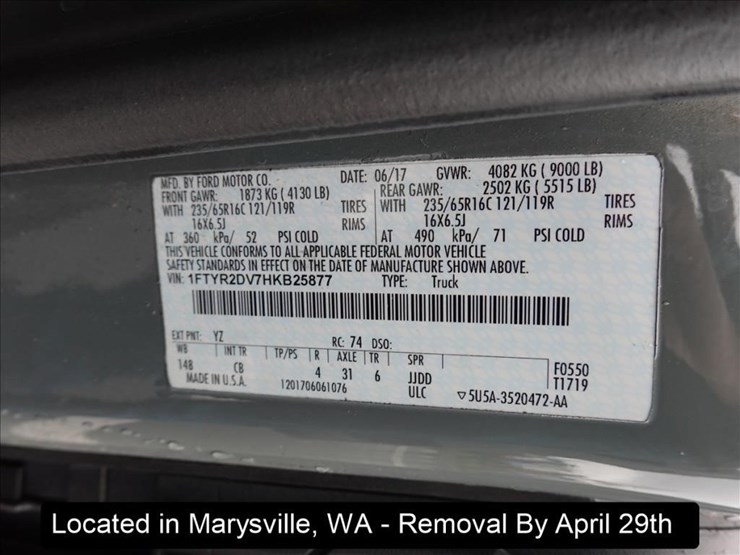 MFD. BY FORD MOTOR CO. DATE: 06/17 GVWR: 4082 KG ( 9000 LB)
FRONT GAWR: 1873 KG ( 4130 LB) REAR GAWR: 2502 KG ( 5515 LB)
WITH 235/65R16C 121/119R TIRES WITH 235/65R16C 121/119R TIRES
16X6.5J RIMS 16X6.5J RIMS
AT 360 kPa/ 52 PSI COLD AT 490 kPa/ 71 PSI COLD
THIS VEHICLE CONFORMS TO ALL APPLICABLE FEDERAL MOTOR VEHICLE
SAFETY STANDARDS IN EFFECT ON THE DATE OF MANUFACTURE SHOWN ABOVE.
VIN: 1FTYR2DV7HKB25877 TYPE: Truck
EXT PNT: YZ RC: 74 DSO:
WB INT TR TP/PS R AXLE TR SPR F0550
148 CB 4 31 6 JJDD T1719
MADE IN U.S.A. 1201706061076 ULC ▽5U5A-3520472-AA
Located in Marysville, WA - Removal By April 29th